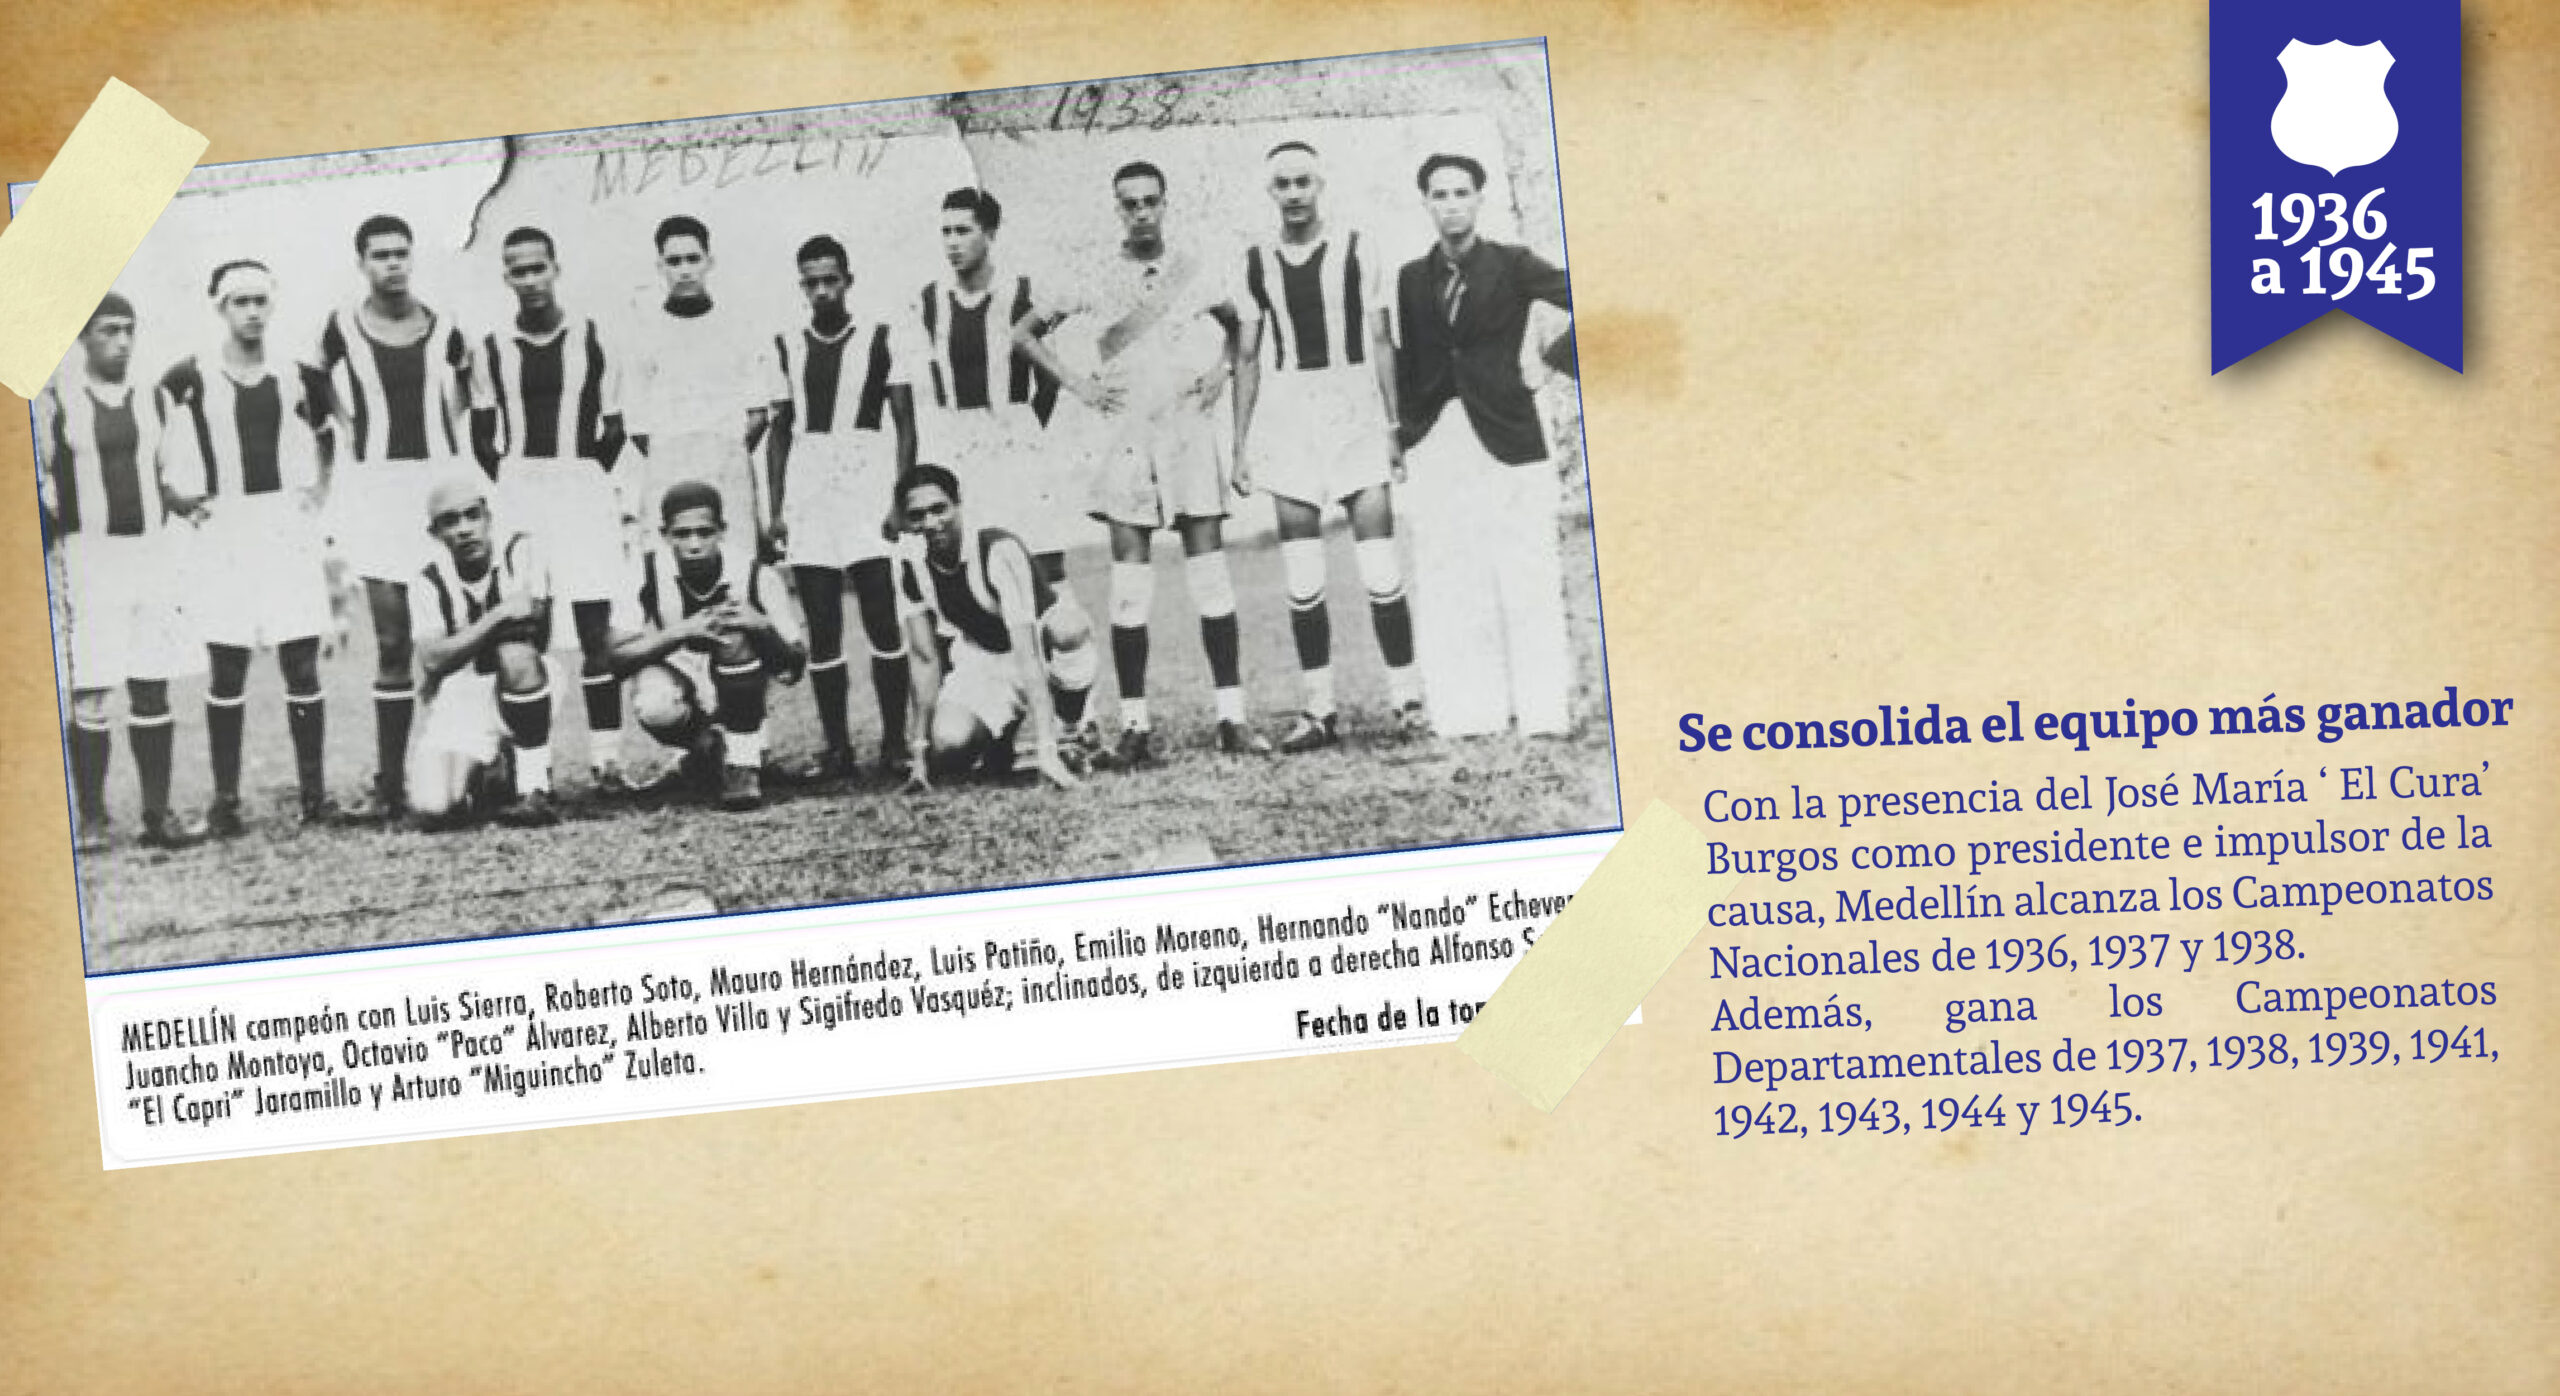 MEDELLIN
1938
1936
a 1945
MEDELLÍN campeón con Luis Sierra, Roberto Soto, Mauro Hernández, Luis Patiño, Emilio Moreno, Hernando "Nando"
Juancho Montoya, Octavio "Paco" Álvarez, Alberto Villa y Sigifredo Vasquéz; inclinados, de izquierda a derecha Alfonso
"El Capri" Jaramillo y Arturo "Miguincho" Zuleta.
Fecha de la
Se consolida el equipo más ganador
Con la presencia del José María ‘ El Cura’
Burgos como presidente e impulsor de la
causa, Medellín alcanza los Campeonatos
Nacionales de 1936, 1937 y 1938.
Además, gana los Campeonatos
Departamentales de 1937, 1938, 1939, 1941,
1942, 1943, 1944 y 1945.